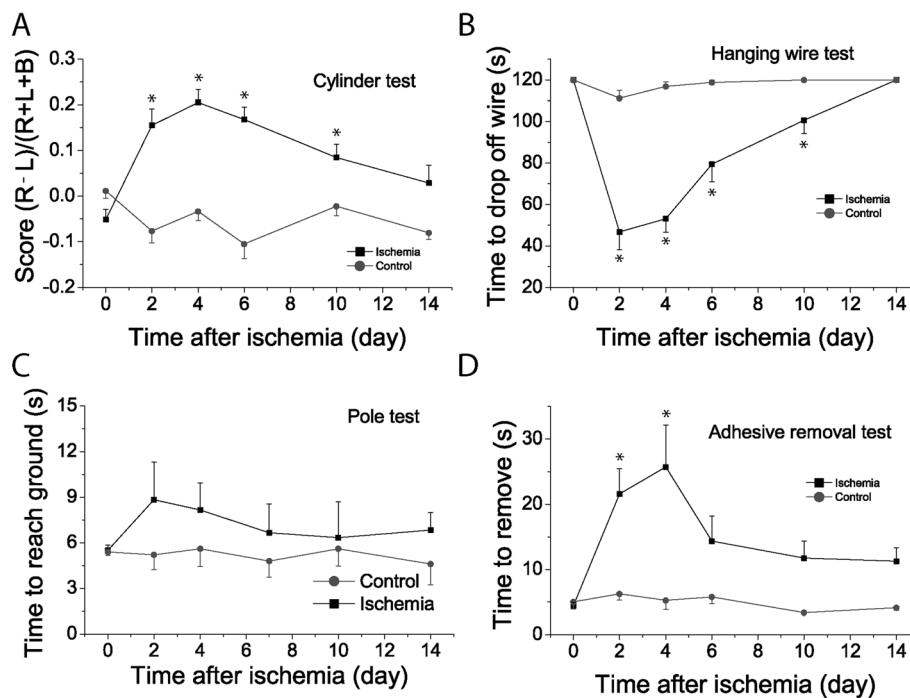 A
Score (R - L)/(R+L+B)
0.3
0.2
0.1
0.0
-0.1
-0.2
Cylinder test
* * * *
Ischemia
Control
0 2 4 6 8 10 12 14
Time after ischemia (day)
B
Time to drop off wire (s)
120
100
80
60
40
20
Hanging wire test
* * * *
Ischemia
Control
0 2 4 6 8 10 12 14
Time after ischemia (day)
C
Time to reach ground (s)
15
12
9
6
3
0
Pole test
Control
Ischemia
0 2 4 6 8 10 12 14
Time after ischemia (day)
D
Time to remove (s)
30
20
10
0
Adhesive removal test
* *
Ischemia
Control
0 2 4 6 8 10 12 14
Time after ischemia (day)